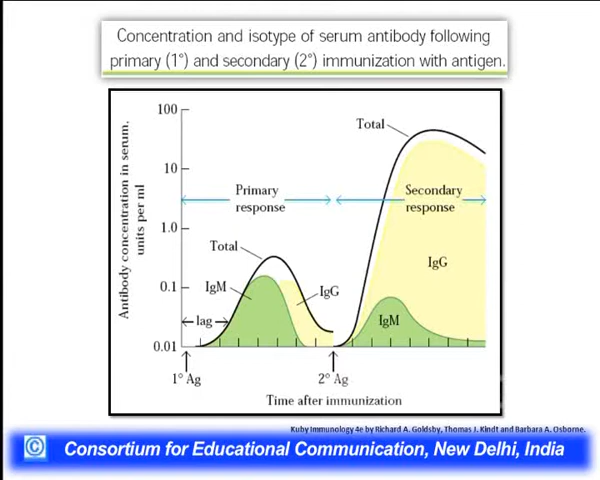 Concentration and isotype of serum antibody following
primary (1°) and secondary (2°) immunization with antigen.
Antibody concentration in serum,
units per ml
100
10
1.0
0.1
0.01
Total
Primary
response
Secondary
response
Total
IgM
IgG
IgG
lag
IgM
1° Ag
2° Ag
Time after immunization
Kuby Immunology 4e by Richard A. Goldsby, Thomas J. Kindt and Barbara A. Osborne.
© Consortium for Educational Communication, New Delhi, India